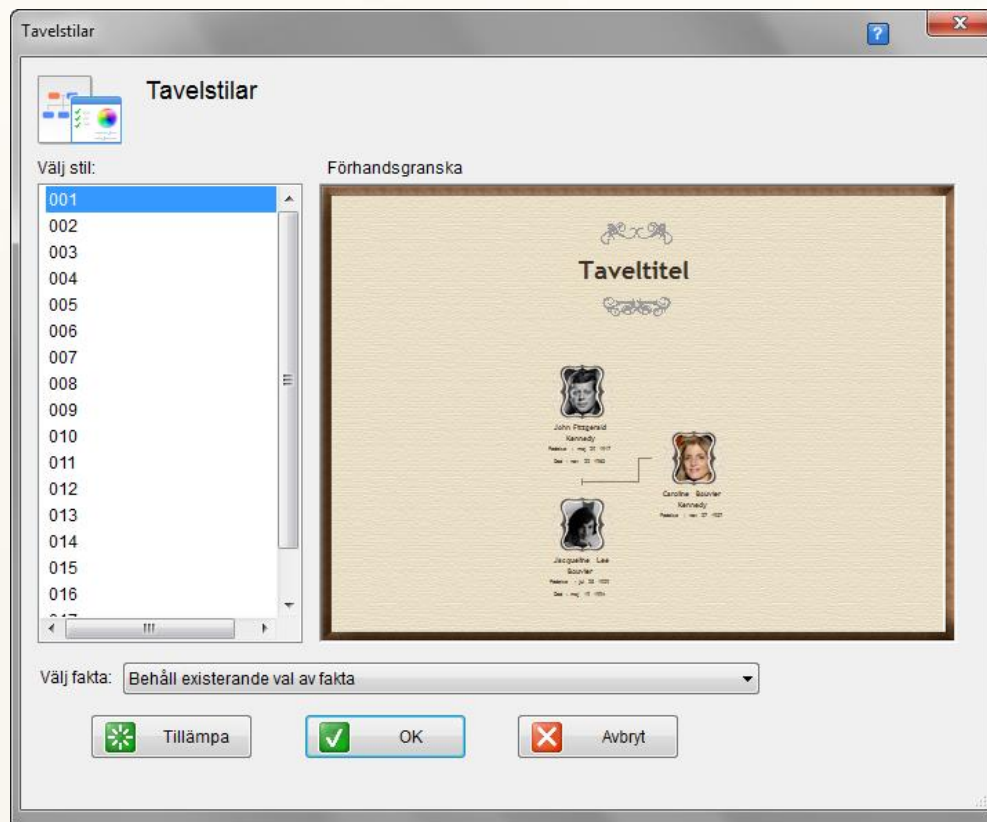 Tavelstilar
Tavelstilar
Välj stil:
Förhandsgranska
001
002
003
004
005
006
007
008
009
010
011
012
013
014
015
016
Taveltitel
John Fitzgerald
Kennedy
Caroline Bouvier
Kennedy
Jacqueline Lee
Bouvier
Välj fakta:
Behåll existerande val av fakta
Tillämpa
OK
Avbryt